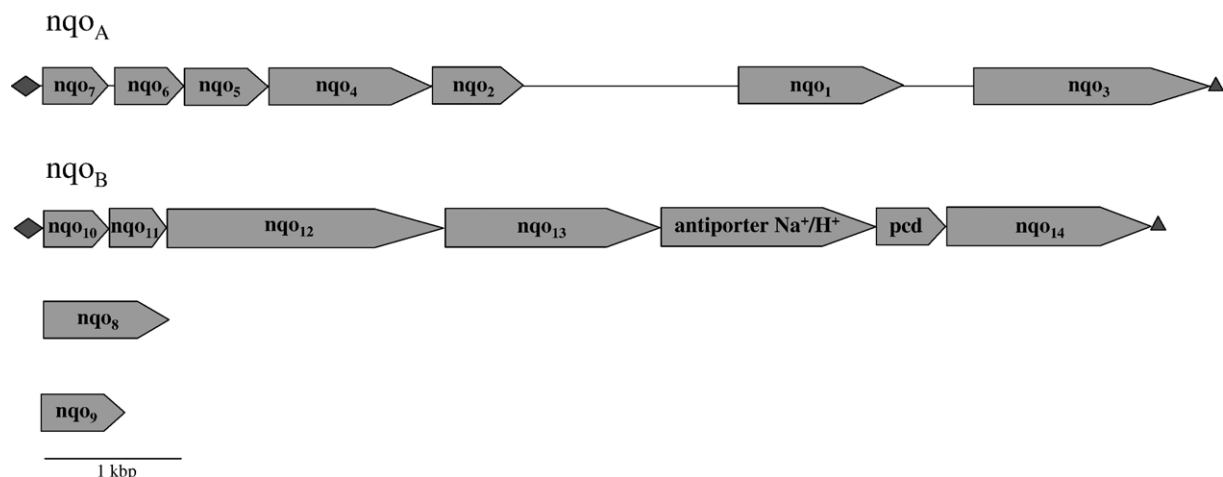 nqoA
nqo7 nqo6 nqo5 nqo4 nqo2 nqo1 nqo3
nqoB
nqo10 nqo11 nqo12 nqo13 antiporter Na⁺/H⁺ pcd nqo14
nqo8
nqo9
1 kbp